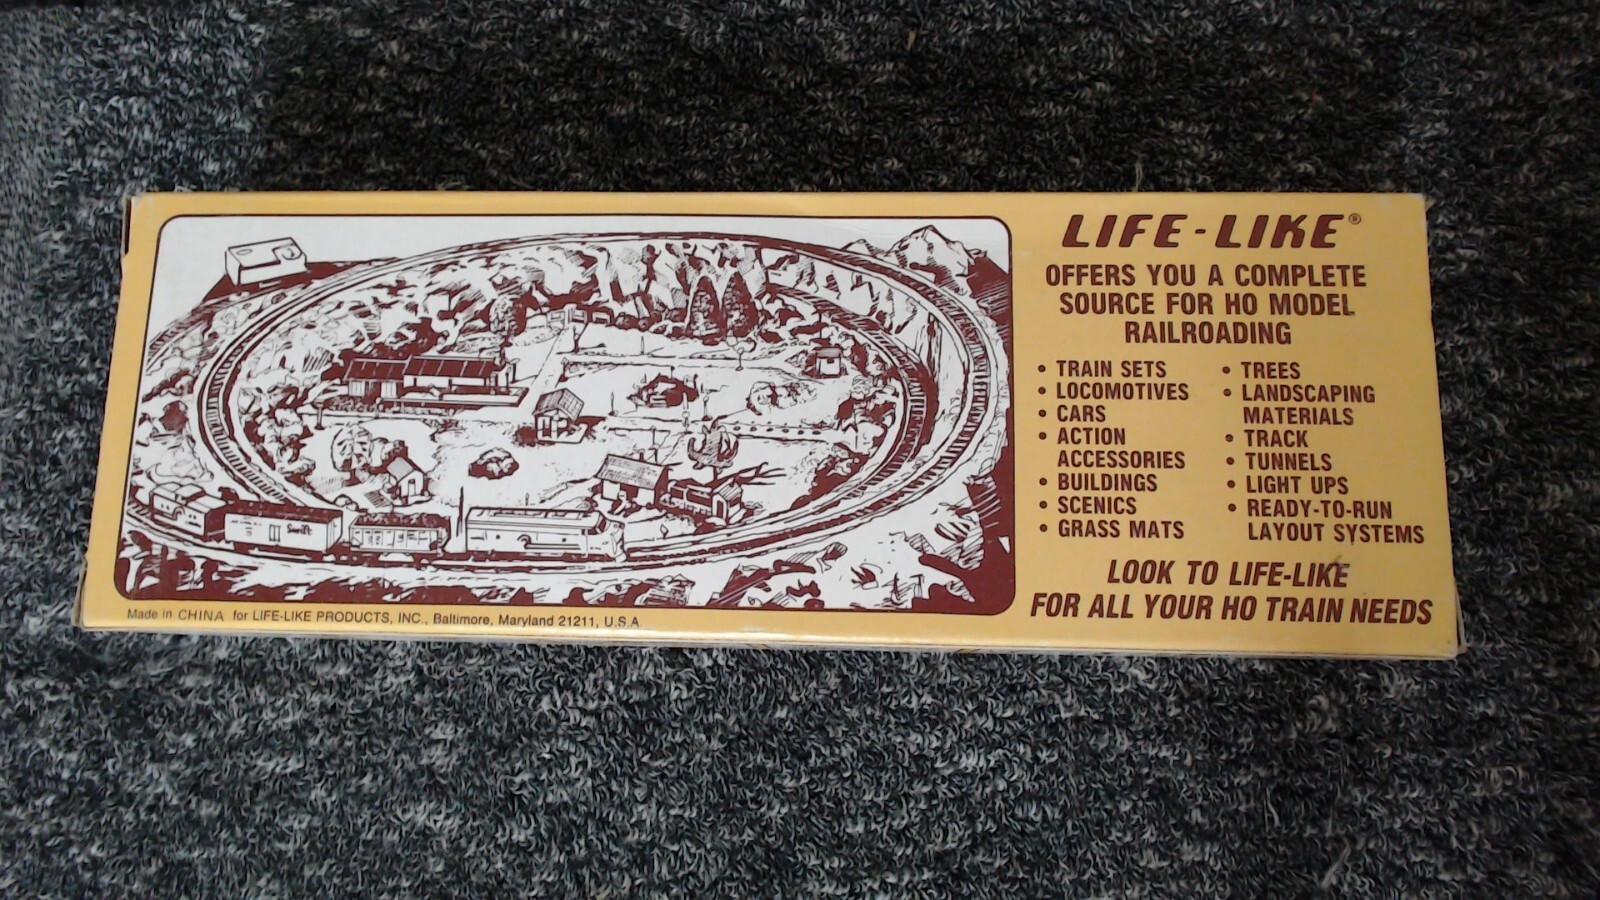 LIFE-LIKE®
OFFERS YOU A COMPLETE
SOURCE FOR HO MODEL
RAILROADING
• TRAIN SETS
• LOCOMOTIVES
• CARS
• ACTION
ACCESSORIES
• BUILDINGS
• SCENICS
• GRASS MATS
• TREES
• LANDSCAPING
MATERIALS
• TRACK
• TUNNELS
• LIGHT UPS
• READY-TO-RUN
LAYOUT SYSTEMS
LOOK TO LIFE-LIKE
FOR ALL YOUR HO TRAIN NEEDS
Swift
Made in CHINA for LIFE-LIKE PRODUCTS, INC., Baltimore, Maryland 21211, U.S.A.